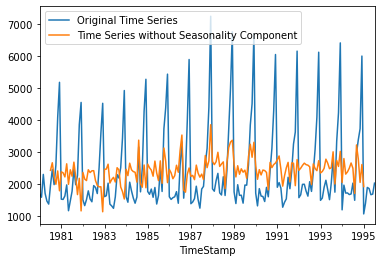 Original Time Series
Time Series without Seasonality Component
7000
6000
5000
4000
3000
2000
1000
1981 1983 1985 1987 1989 1991 1993 1995
TimeStamp